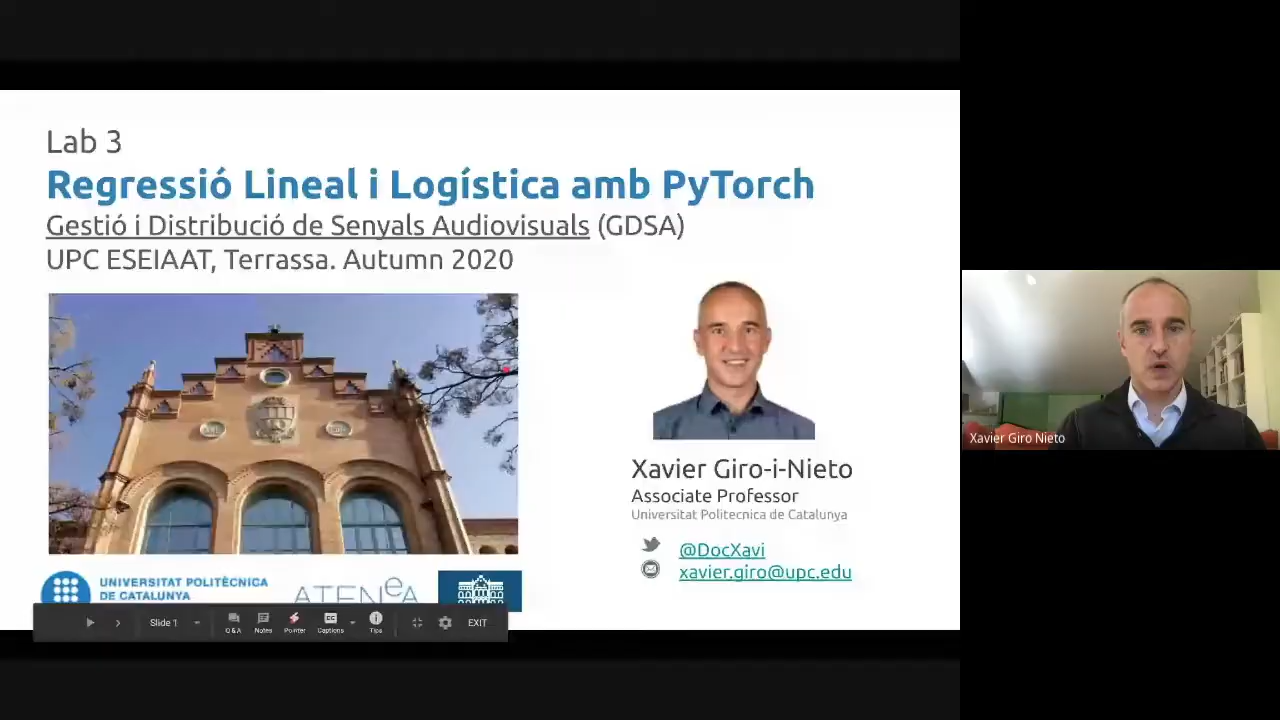 Lab 3
Regressió Lineal i Logística amb PyTorch
Gestió i Distribució de Senyals Audiovisuals (GDSA)
UPC ESEIAAT, Terrassa. Autumn 2020
Xavier Giro-i-Nieto
Associate Professor
Universitat Politecnica de Catalunya
@DocXavi
xavier.giro@upc.edu
UNIVERSITAT POLITÈCNICA
DE CATALUNYA
ATENeA
Slide 1
Q & A
Notes
Pointer
CC
Captions
Tips
EXIT
Xavier Giro Nieto